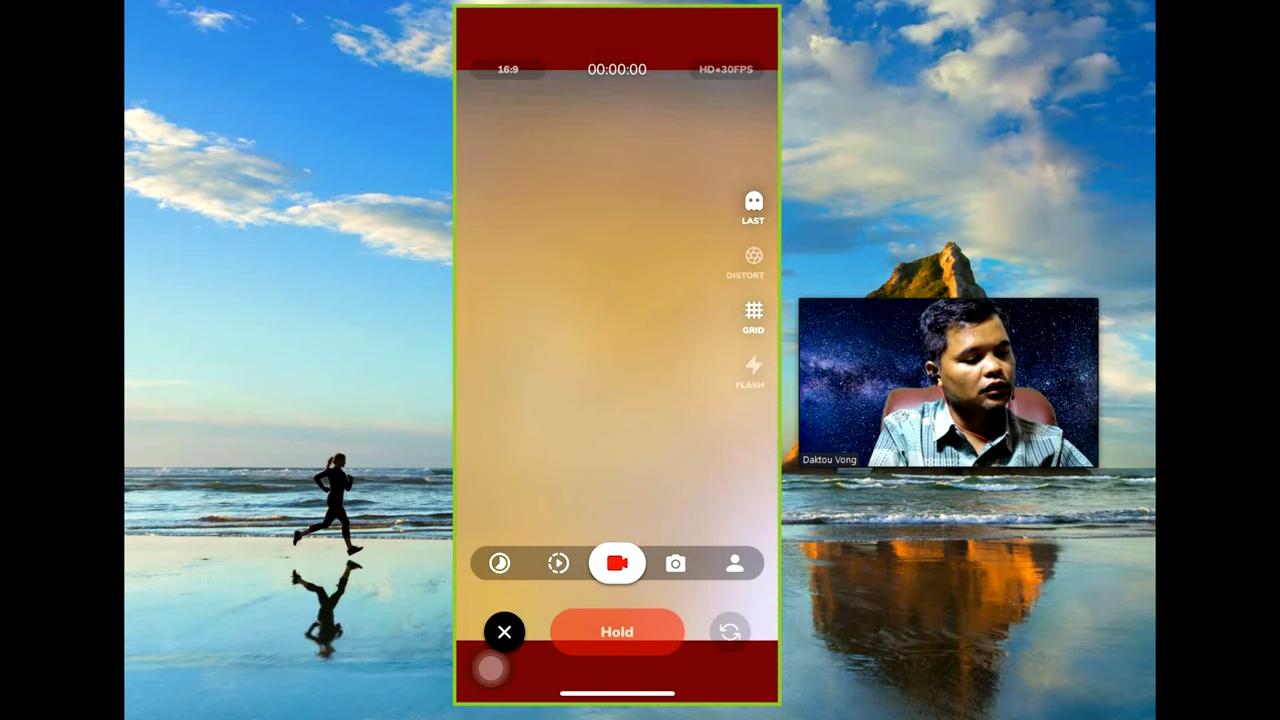 16:9 00:00:00 HD•30FPS
LAST
DISTORT
GRID
FLASH
Daktou Vong
Hold